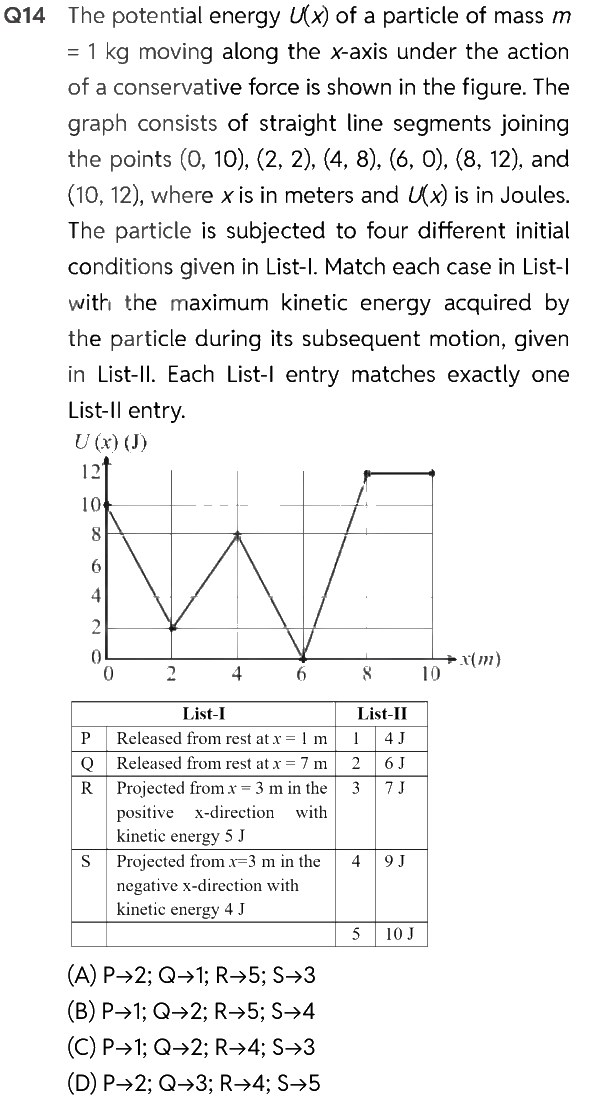 Q14 The potential energy U(x) of a particle of mass m
= 1 kg moving along the x-axis under the action
of a conservative force is shown in the figure. The
graph consists of straight line segments joining
the points (0, 10), (2, 2), (4, 8), (6, 0), (8, 12), and
(10, 12), where x is in meters and U(x) is in Joules.
The particle is subjected to four different initial
conditions given in List-I. Match each case in List-I
with the maximum kinetic energy acquired by
the particle during its subsequent motion, given
in List-II. Each List-I entry matches exactly one
List-II entry.
U (x) (J)
12
10
8
6
4
2
0
0 2 4 6 8 10 x(m)
List-I List-II
P Released from rest at x = 1 m 1 4 J
Q Released from rest at x = 7 m 2 6 J
R Projected from x = 3 m in the 3 7 J
positive x-direction with
kinetic energy 5 J
S Projected from x=3 m in the 4 9 J
negative x-direction with
kinetic energy 4 J
5 10 J
(A) P→2; Q→1; R→5; S→3
(B) P→1; Q→2; R→5; S→4
(C) P→1; Q→2; R→4; S→3
(D) P→2; Q→3; R→4; S→5